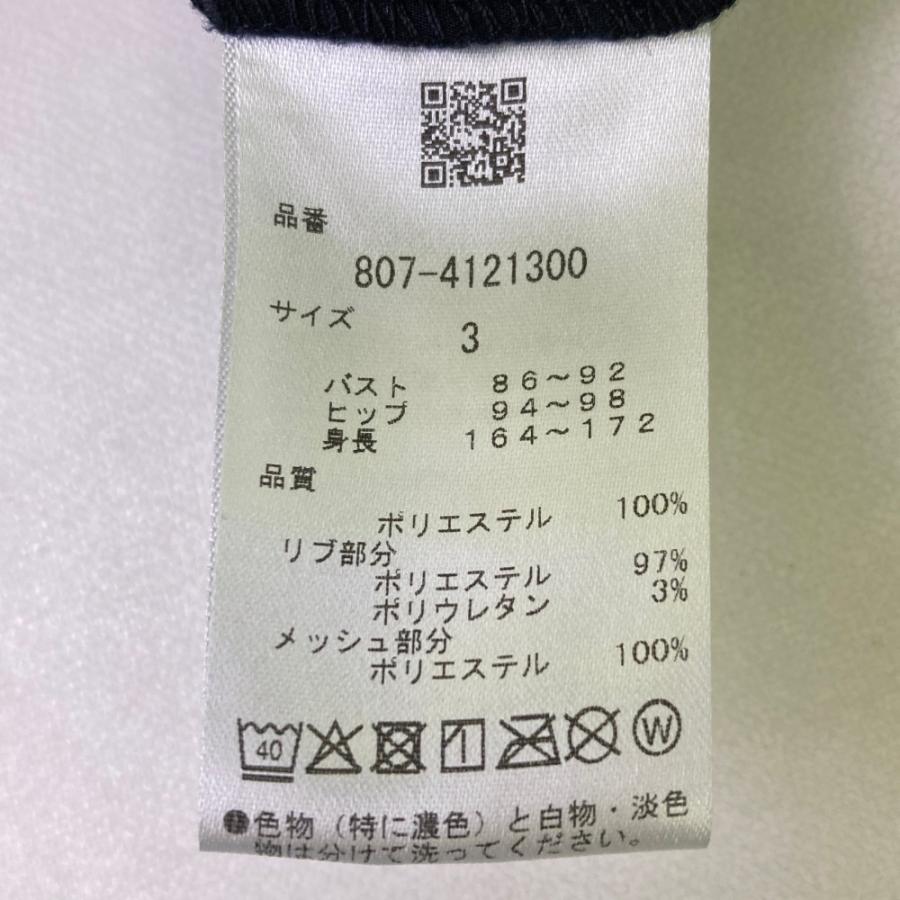 品番
807-4121300
サイズ
3
バスト 86～92
ヒップ 94～98
身長 164～172
品質
ポリエステル 100%
リブ部分
ポリエステル 97%
ポリウレタン 3%
メッシュ部分
ポリエステル 100%
40 W
●色物（特に濃色）と白物・淡色
物は分けて洗ってください。